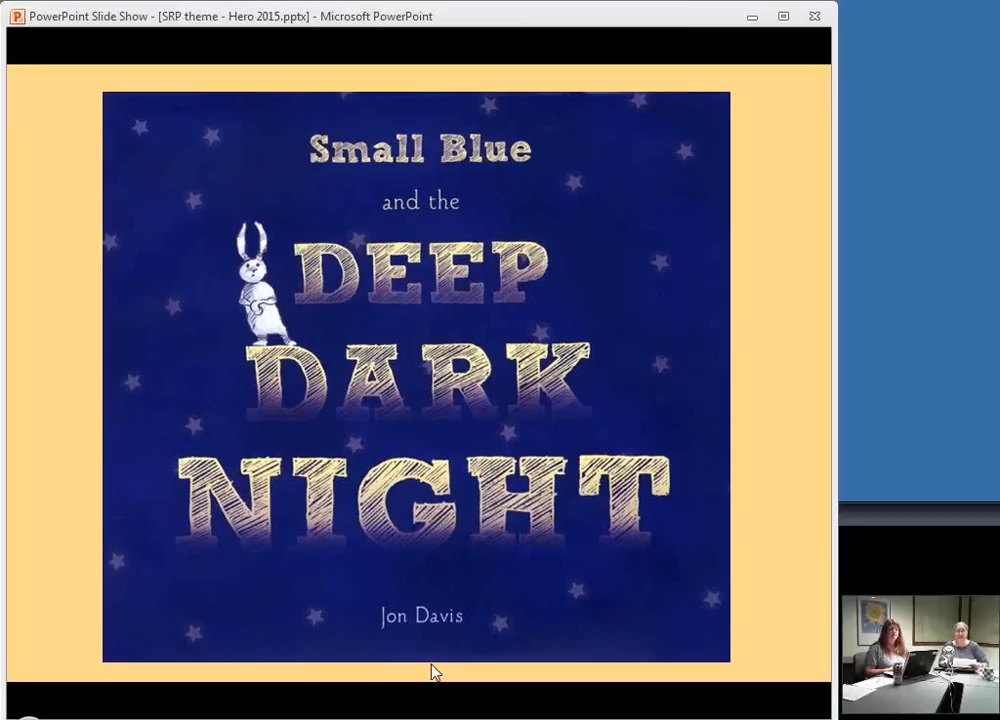 PowerPoint Slide Show - [SRP theme - Hero 2015.pptx] - Microsoft PowerPoint
Small Blue
and the
DEEP
DARK
NIGHT
Jon Davis